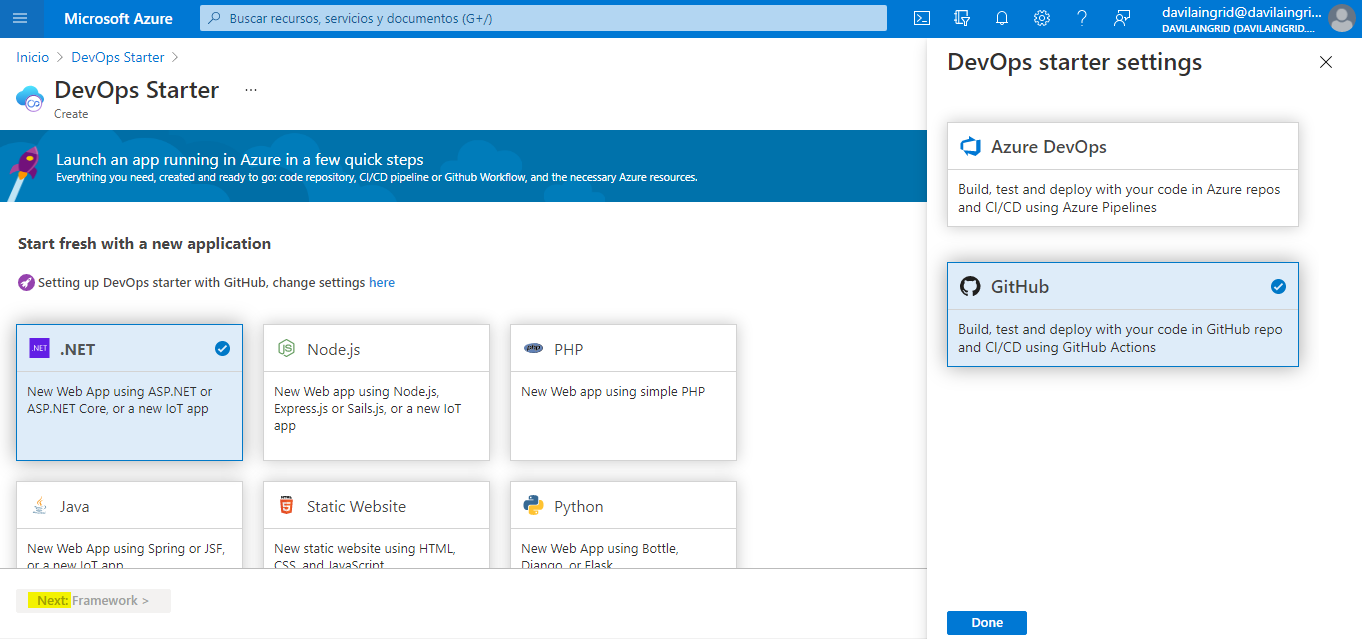 Microsoft Azure
Buscar recursos, servicios y documentos (G+/)
davilaingrid@davilaingri...
DAVILAINGRID (DAVILAINGRID....
Inicio > DevOps Starter >
DevOps Starter ...
Create
Launch an app running in Azure in a few quick steps
Everything you need, created and ready to go: code repository, CI/CD pipeline or Github Workflow, and the necessary Azure resources.
Start fresh with a new application
Setting up DevOps starter with GitHub, change settings here
NET
.NET
New Web App using ASP.NET or
ASP.NET Core, or a new IoT app
Node.js
New Web app using Node.js,
Express.js or Sails.js, or a new IoT
app
php
PHP
New Web app using simple PHP
Java
New Web App using Spring or JSF,
or a new IoT app
Static Website
New static website using HTML,
CSS, and JavaScript
Python
New Web App using Bottle,
Django, or Flask
Next: Framework >
DevOps starter settings
Azure DevOps
Build, test and deploy with your code in Azure repos
and CI/CD using Azure Pipelines
GitHub
Build, test and deploy with your code in GitHub repo
and CI/CD using GitHub Actions
Done